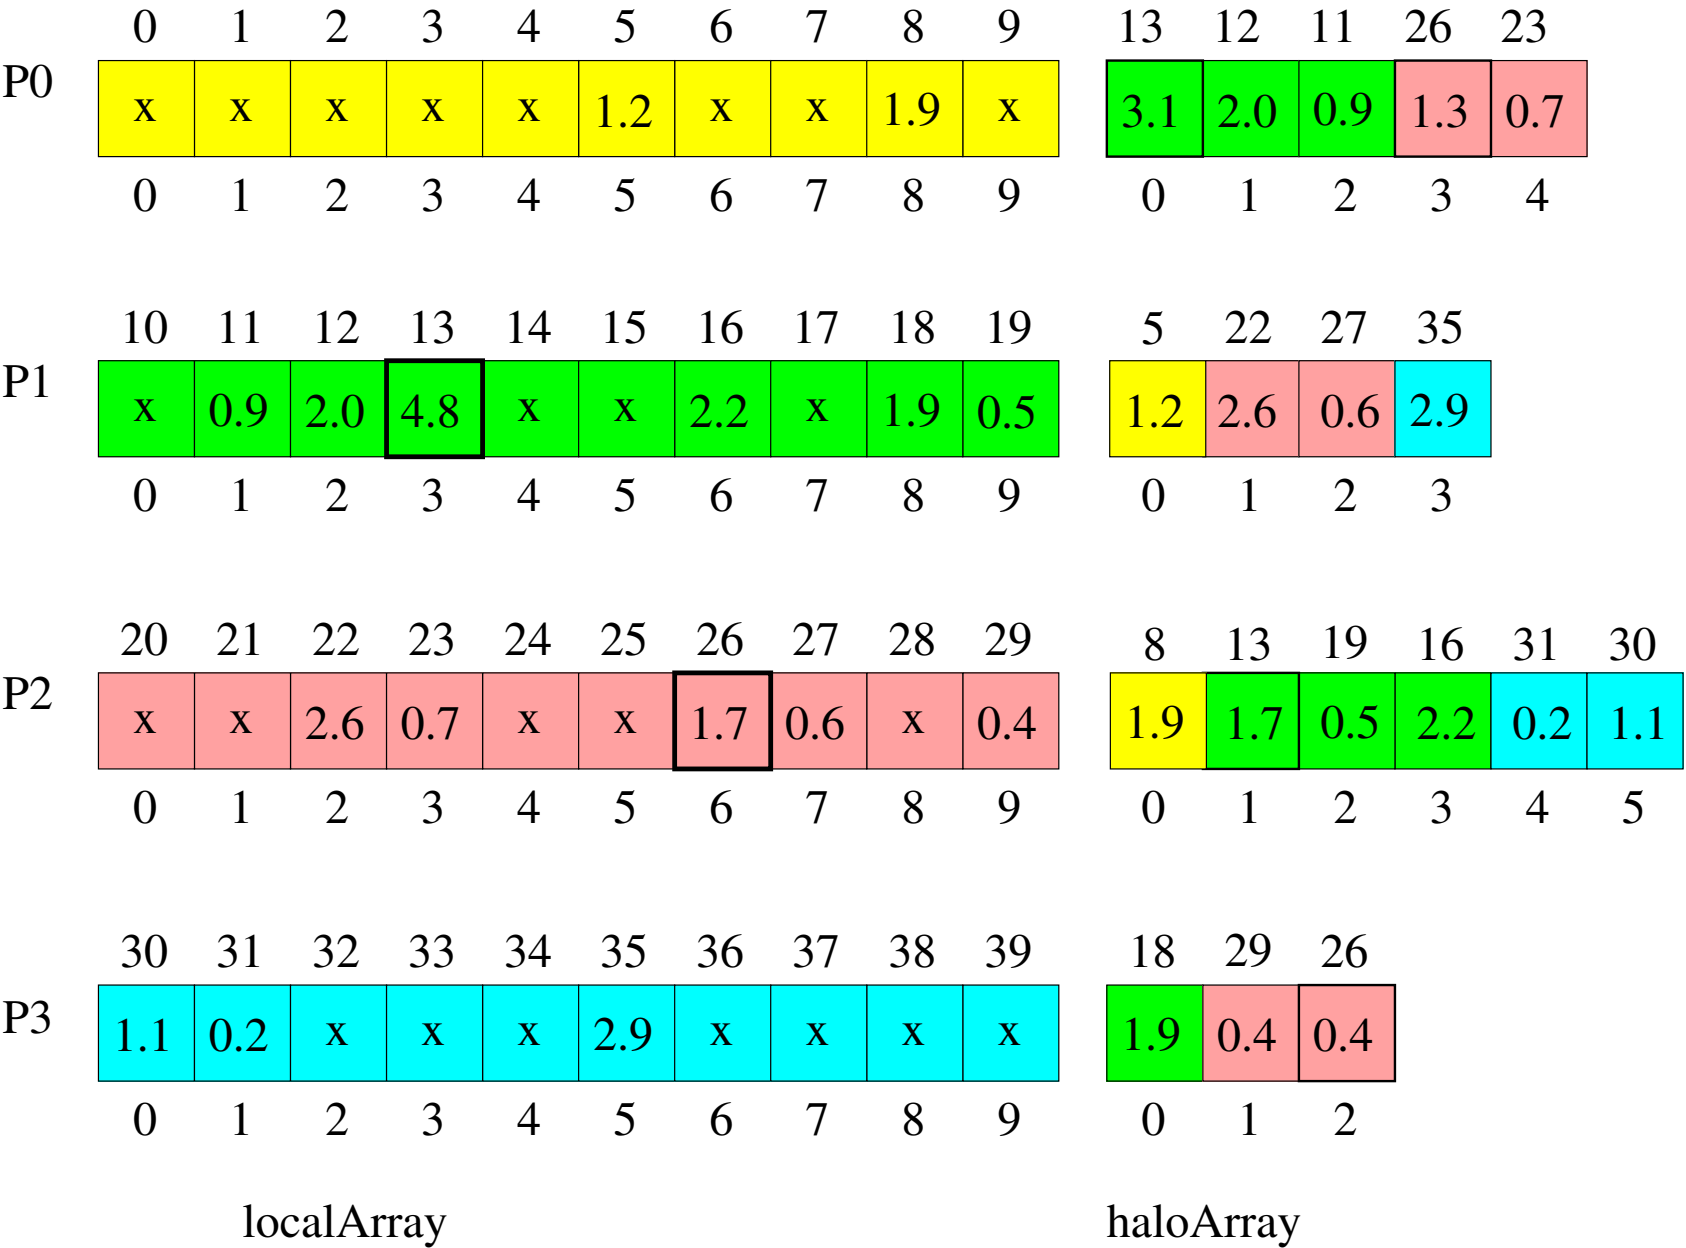 0 1 2 3 4 5 6 7 8 9 13 12 11 26 23
P0 x x x x x 1.2 x x 1.9 x 3.1 2.0 0.9 1.3 0.7
0 1 2 3 4 5 6 7 8 9 0 1 2 3 4
10 11 12 13 14 15 16 17 18 19 5 22 27 35
P1 x 0.9 2.0 4.8 x x 2.2 x 1.9 0.5 1.2 2.6 0.6 2.9
0 1 2 3 4 5 6 7 8 9 0 1 2 3
20 21 22 23 24 25 26 27 28 29 8 13 19 16 31 30
P2 x x 2.6 0.7 x x 1.7 0.6 x 0.4 1.9 1.7 0.5 2.2 0.2 1.1
0 1 2 3 4 5 6 7 8 9 0 1 2 3 4 5
30 31 32 33 34 35 36 37 38 39 18 29 26
P3 1.1 0.2 x x x 2.9 x x x x 1.9 0.4 0.4
0 1 2 3 4 5 6 7 8 9 0 1 2
localArray haloArray